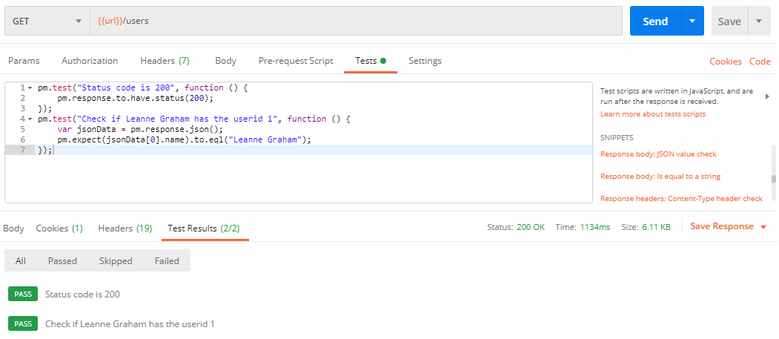 GET {{url}}/users Send Save
Params Authorization Headers (7) Body Pre-request Script Tests Settings Cookies Code
1 pm.test("Status code is 200", function () {
2 pm.response.to.have.status(200);
3 });
4 pm.test("Check if Leanne Graham has the userid 1", function () {
5 var jsonData = pm.response.json();
6 pm.expect(jsonData[0].name).to.eql("Leanne Graham");
7 });
Test scripts are written in JavaScript, and are
run after the response is received.
Learn more about tests scripts
SNIPPETS
Response body: JSON value check
Response body: Is equal to a string
Response headers: Content-Type header check
Body Cookies (1) Headers (19) Test Results (2/2) Status: 200 OK Time: 1134ms Size: 6.11 KB Save Response
All Passed Skipped Failed
PASS Status code is 200
PASS Check if Leanne Graham has the userid 1